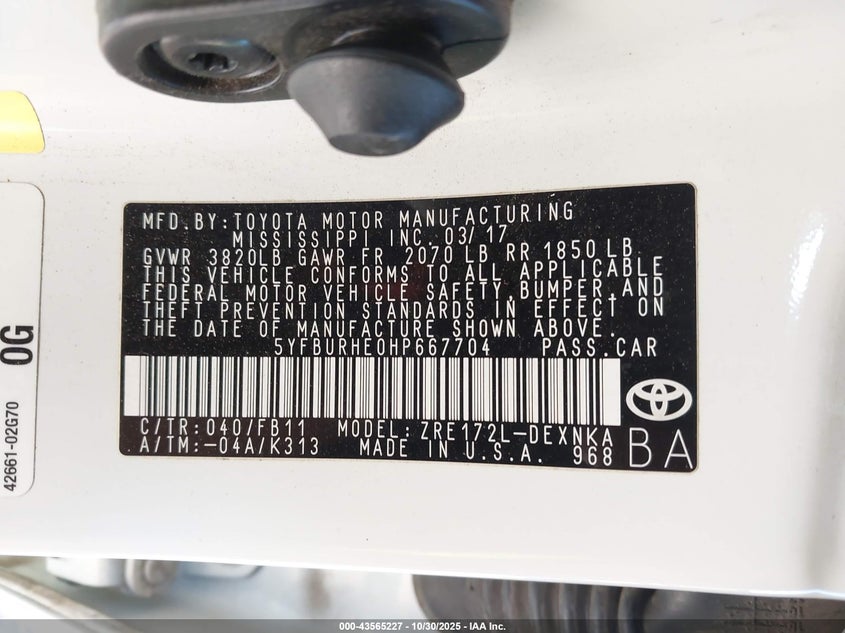 MFD.BY:TOYOTA MOTOR MANUFACTURING
MISSISSIPPI INC.03/17
GVWR 3820LB GAWR FR 2070 LB RR 1850 LB
THIS VEHICLE CONFORMS TO ALL APPLICABLE
FEDERAL MOTOR VEHICLE SAFETY,BUMPER,AND
THEFT PREVENTION STANDARDS IN EFFECT ON
THE DATE OF MANUFACTURE SHOWN ABOVE.
5YFBURHE0HP667704 PASS.CAR
C/TR:040/FB11 MODEL:ZRE172L-DEXNKA
A/TM:-04A/K313 MADE IN U.S.A. 968
BA
0G
42661-02G70
000-43565227 - 10/30/2025 - IAA Inc.